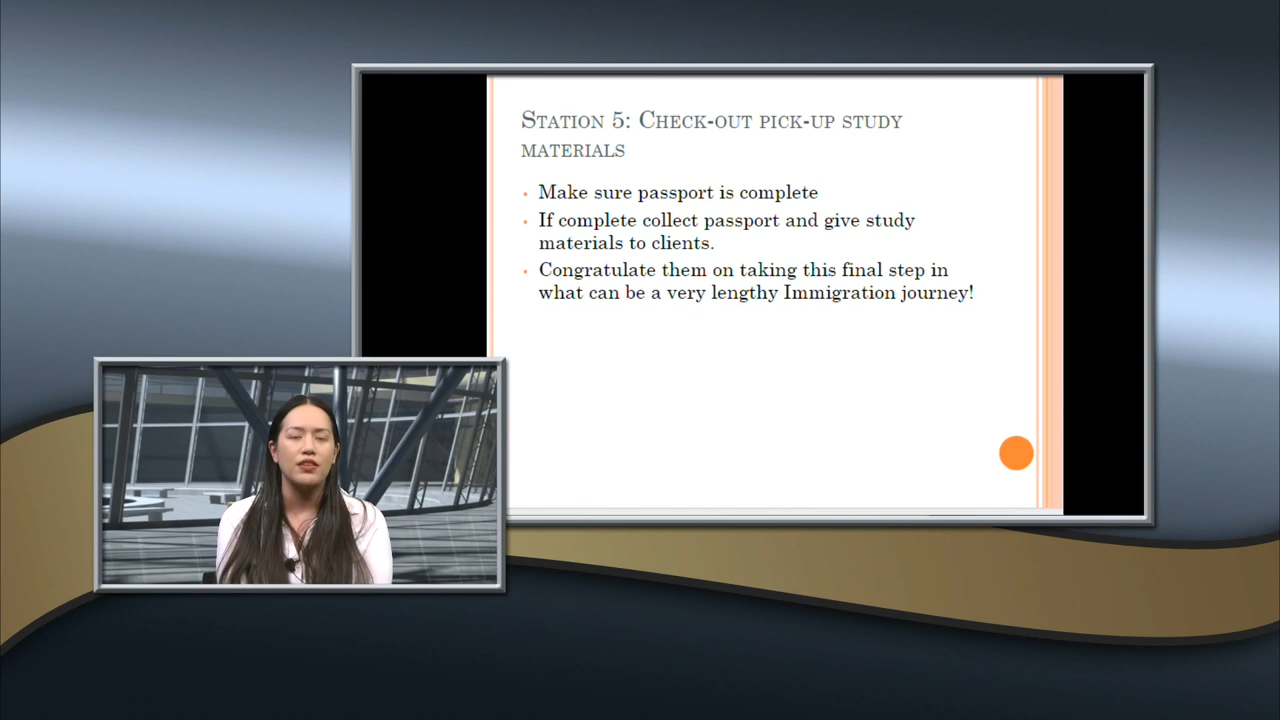 Station 5: Check-out pick-up study
materials
• Make sure passport is complete
• If complete collect passport and give study
materials to clients.
• Congratulate them on taking this final step in
what can be a very lengthy Immigration journey!